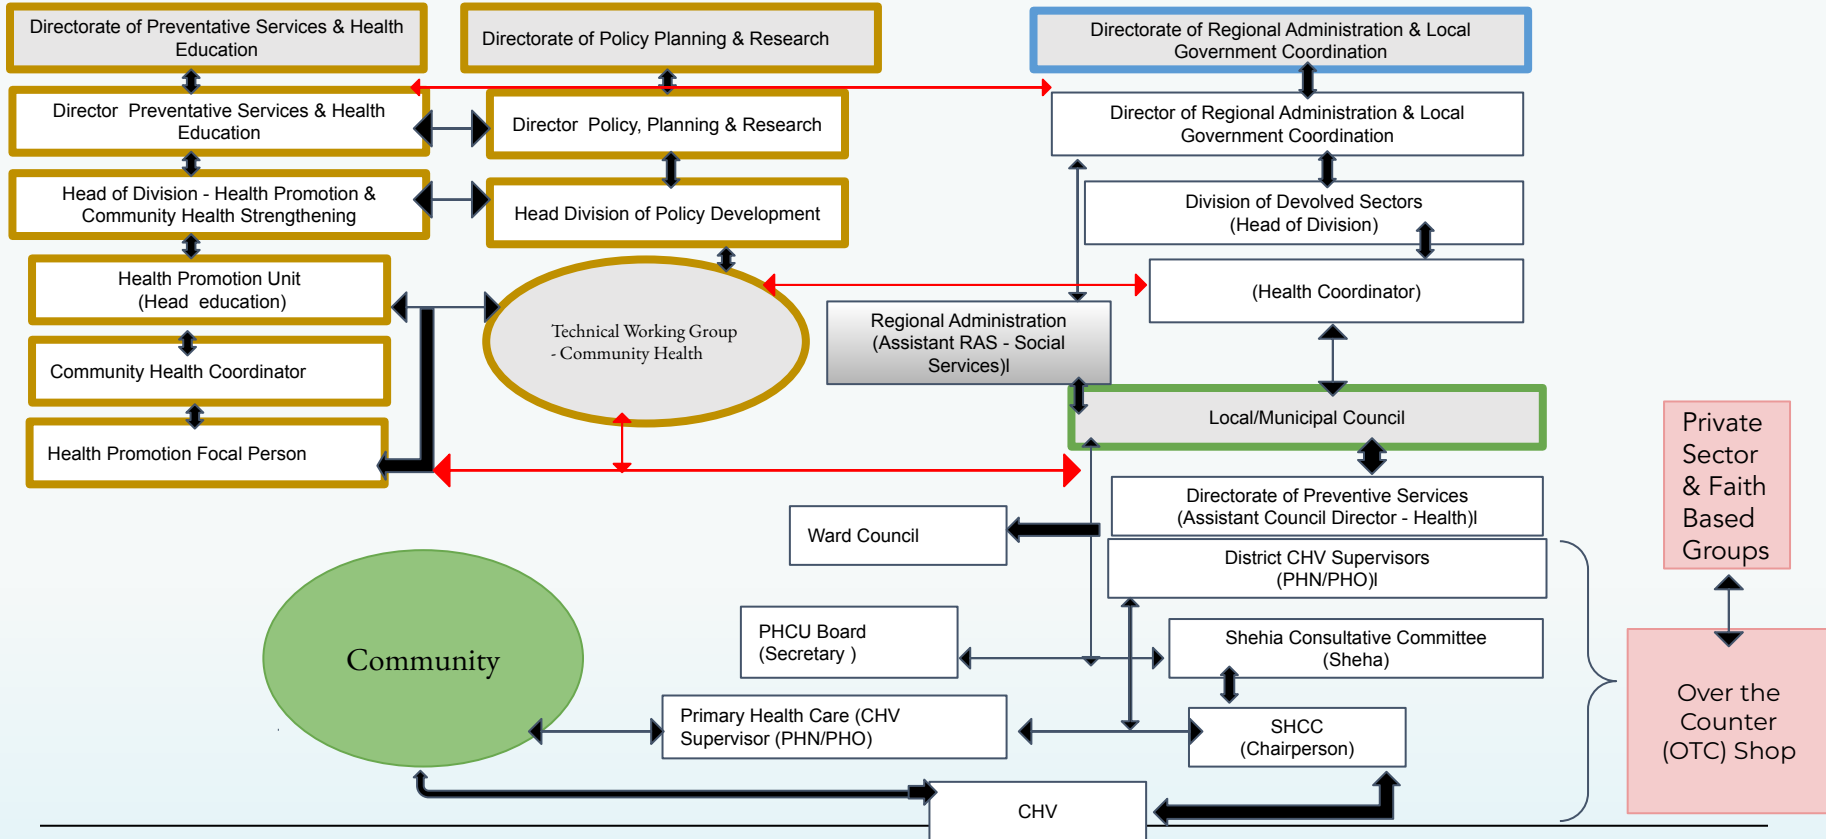 Directorate of Preventative Services & Health
Education
Directorate of Policy Planning & Research
Directorate of Regional Administration & Local
Government Coordination
Director Preventative Services & Health
Education
Director Policy, Planning & Research
Director of Regional Administration & Local
Government Coordination
Head of Division - Health Promotion &
Community Health Strengthening
Head Division of Policy Development
Division of Devolved Sectors
(Head of Division)
Health Promotion Unit
(Head education)
(Health Coordinator)
Technical Working Group
- Community Health
Regional Administration
(Assistant RAS - Social
Services)l
Community Health Coordinator
Local/Municipal Council
Health Promotion Focal Person
Private
Sector
& Faith
Based
Groups
Directorate of Preventive Services
(Assistant Council Director - Health)l
Ward Council
District CHV Supervisors
(PHN/PHO)l
PHCU Board
(Secretary )
Shehia Consultative Committee
(Sheha)
Community
Primary Health Care (CHV
Supervisor (PHN/PHO)
SHCC
(Chairperson)
Over the
Counter
(OTC) Shop
CHV